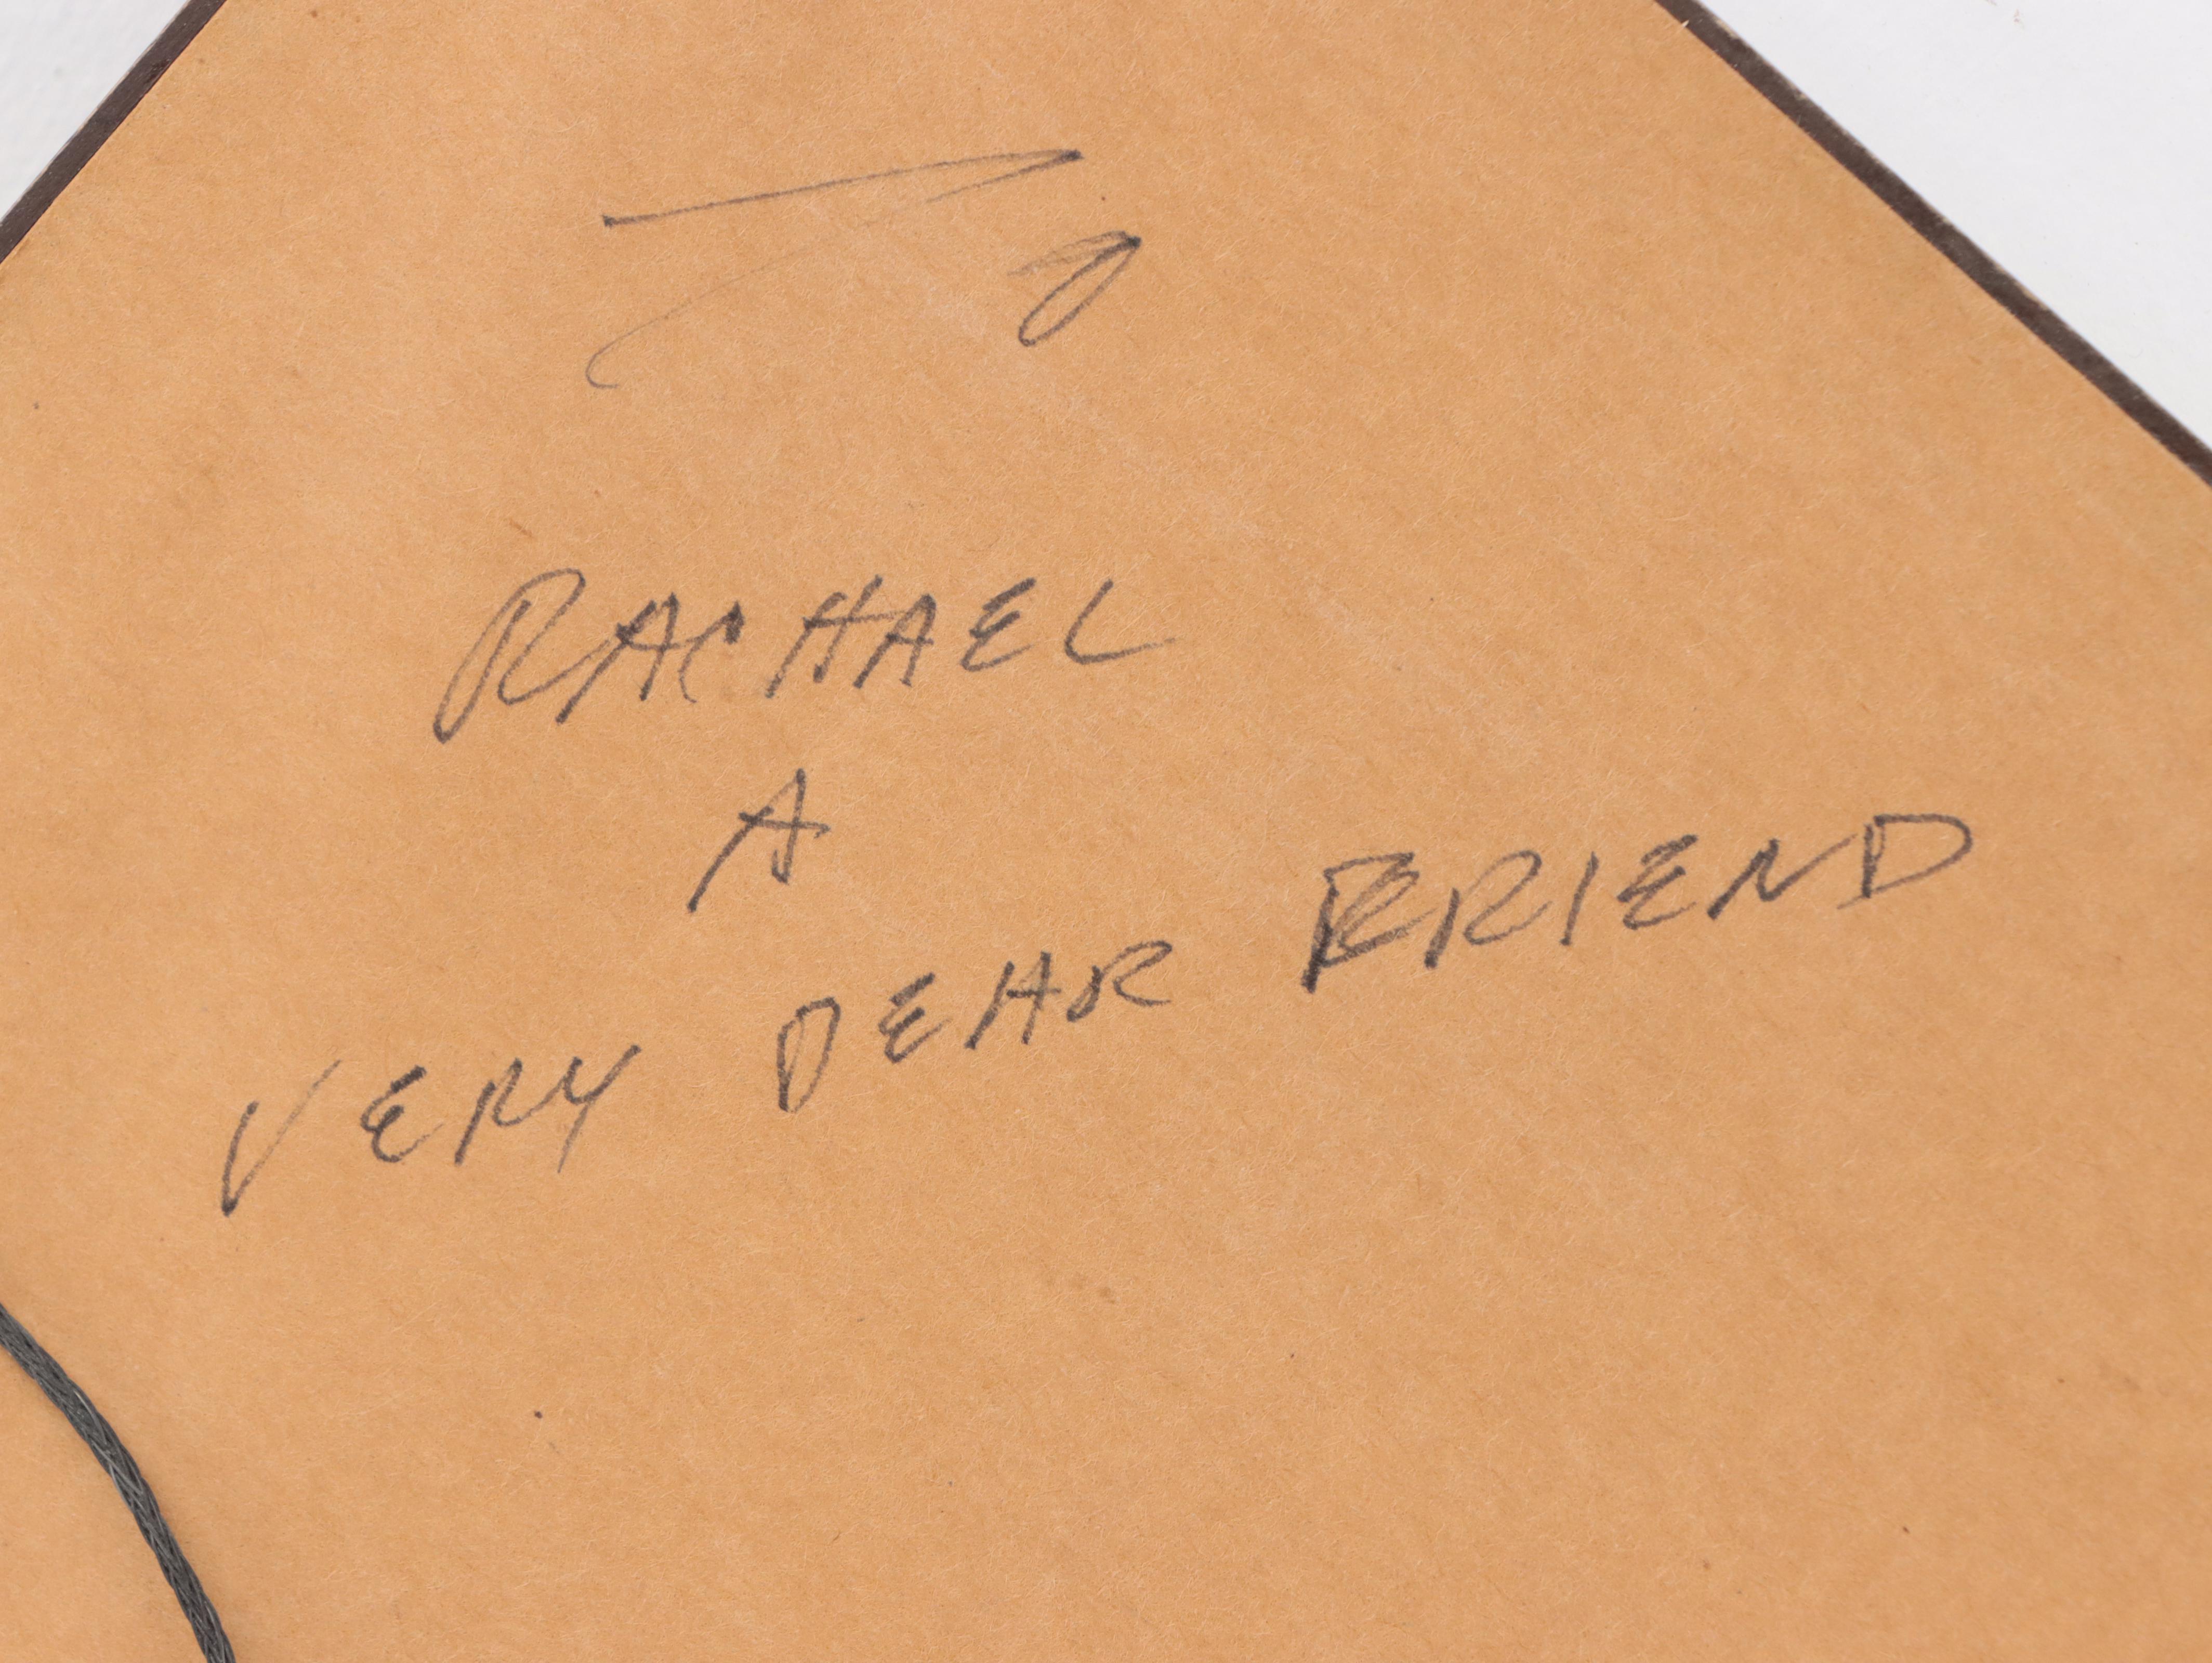 To
RACHAEL
A
VERY DEAR FRIEND